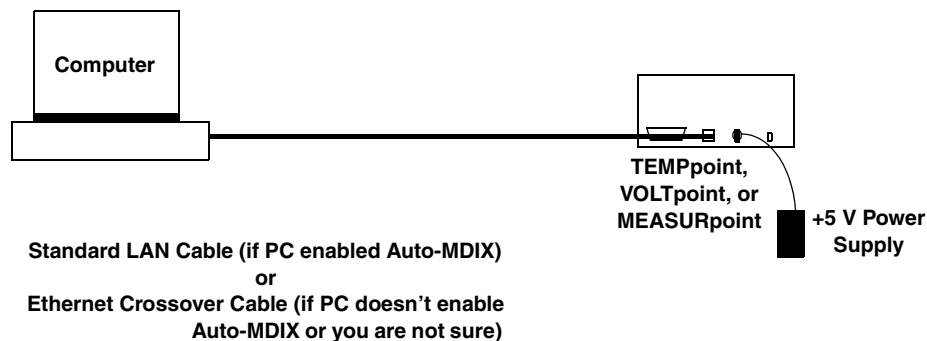 Computer
TEMPpoint,
VOLTpoint, or
MEASURpoint
+5 V Power
Supply
Standard LAN Cable (if PC enabled Auto-MDIX)
or
Ethernet Crossover Cable (if PC doesn’t enable
Auto-MDIX or you are not sure)